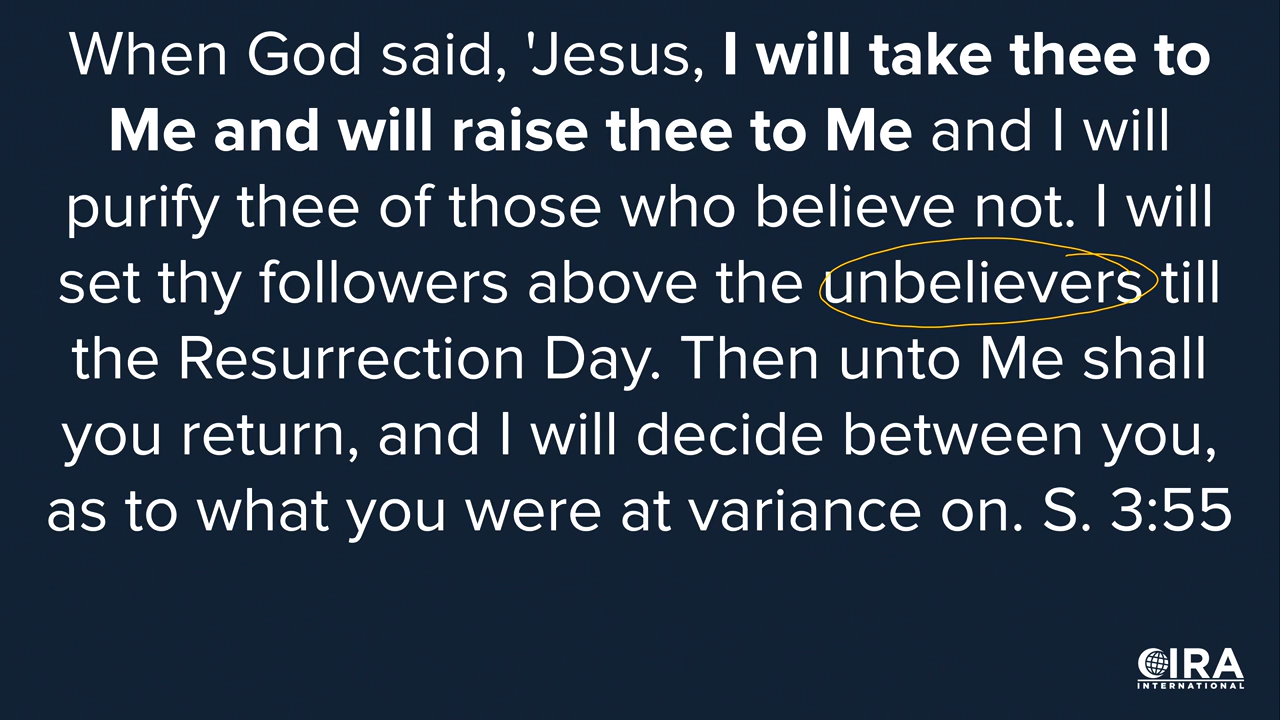 When God said, 'Jesus, I will take thee to
Me and will raise thee to Me and I will
purify thee of those who believe not. I will
set thy followers above the unbelievers till
the Resurrection Day. Then unto Me shall
you return, and I will decide between you,
as to what you were at variance on. S. 3:55
CIRA
INTERNATIONAL